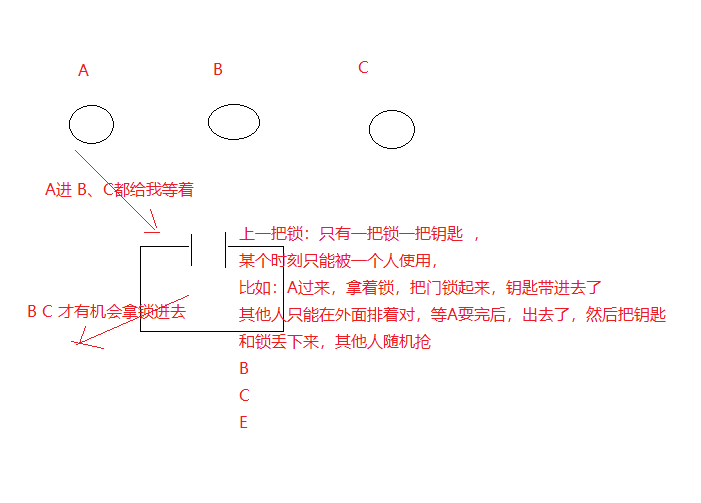 A
B
C
A进 B、C都给我等着
上一把锁：只有一把锁一把钥匙 ，
某个时刻只能被一个人使用，
比如：A过来，拿着锁，把门锁起来，钥匙带进去了
B C 才有机会拿锁进去
其他人只能在外面排着对，等A耍完后，出去了，然后把钥匙
和锁丢下来，其他人随机抢
B
C
E